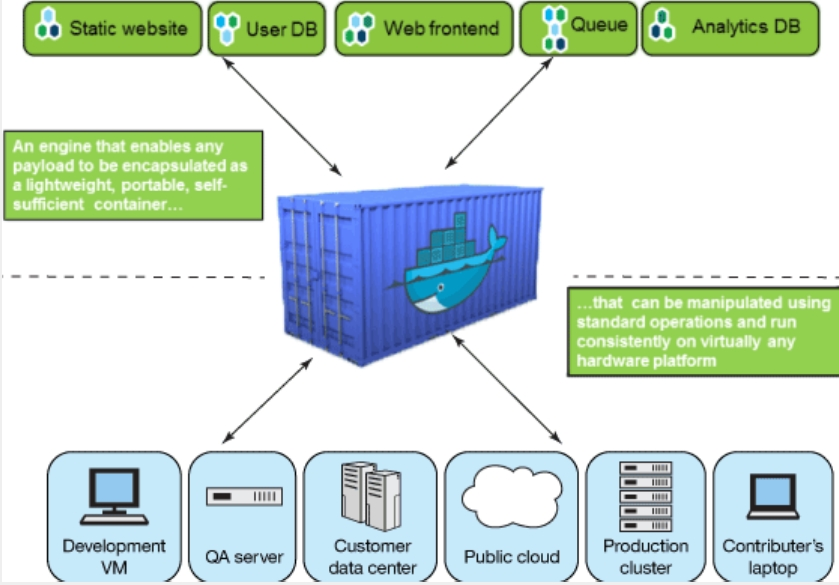 Static website
User DB
Web frontend
Queue
Analytics DB
An engine that enables any
payload to be encapsulated as
a lightweight, portable, self-
sufficient container...
...that can be manipulated using
standard operations and run
consistently on virtually any
hardware platform
Development
VM
QA server
Customer
data center
Public cloud
Production
cluster
Contributer's
laptop